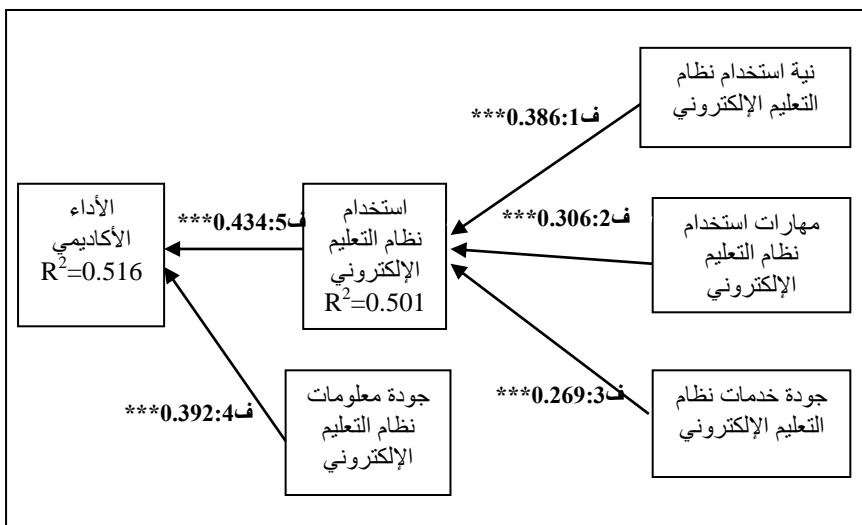 نية استخدام نظام
التعليم الإلكتروني
ف1:0.386***
مهارات استخدام
نظام التعليم
الإلكتروني
ف2:0.306***
استخدام
نظام التعليم
الإلكتروني
R²=0.501
ف5:0.434***
الأداء
الأكاديمي
R²=0.516
جودة خدمات نظام
التعليم الإلكتروني
ف3:0.269***
جودة معلومات
نظام التعليم
الإلكتروني
ف4:0.392***